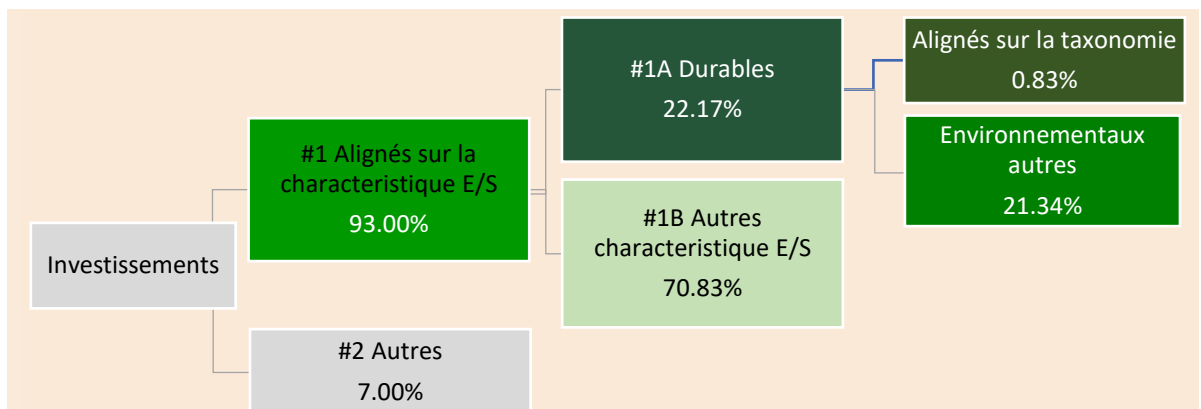 Investissements
#1 Alignés sur la
characteristique E/S
93.00%
#2 Autres
7.00%
#1A Durables
22.17%
#1B Autres
characteristique E/S
70.83%
Alignés sur la taxonomie
0.83%
Environnementaux
autres
21.34%